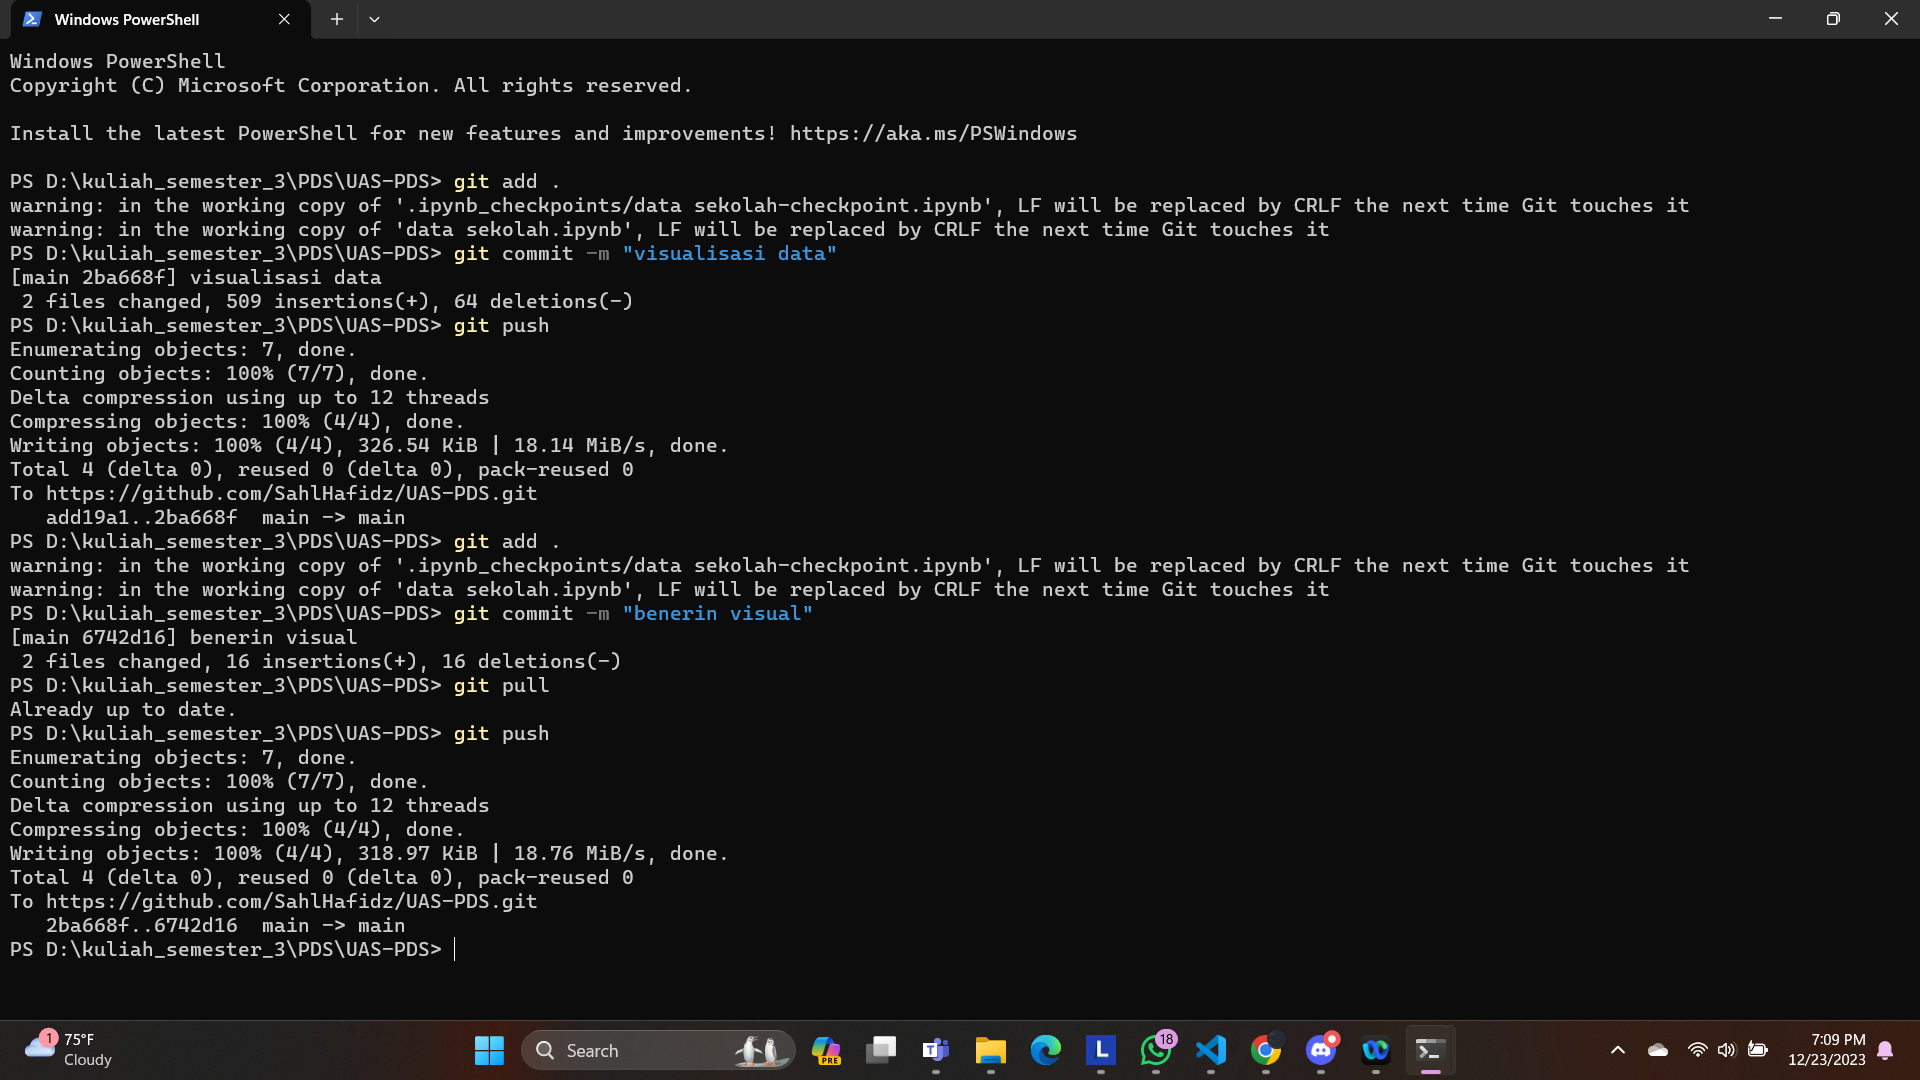 Windows PowerShell
Windows PowerShell
Copyright (C) Microsoft Corporation. All rights reserved.
Install the latest PowerShell for new features and improvements! https://aka.ms/PSWindows
PS D:\kuliah_semester_3\PDS\UAS-PDS> git add .
warning: in the working copy of '.ipynb_checkpoints/data sekolah-checkpoint.ipynb', LF will be replaced by CRLF the next time Git touches it
warning: in the working copy of 'data sekolah.ipynb', LF will be replaced by CRLF the next time Git touches it
PS D:\kuliah_semester_3\PDS\UAS-PDS> git commit -m "visualisasi data"
[main 2ba668f] visualisasi data
 2 files changed, 509 insertions(+), 64 deletions(-)
PS D:\kuliah_semester_3\PDS\UAS-PDS> git push
Enumerating objects: 7, done.
Counting objects: 100% (7/7), done.
Delta compression using up to 12 threads
Compressing objects: 100% (4/4), done.
Writing objects: 100% (4/4), 326.54 KiB | 18.14 MiB/s, done.
Total 4 (delta 0), reused 0 (delta 0), pack-reused 0
To https://github.com/SahlHafidz/UAS-PDS.git
   add19a1..2ba668f  main -> main
PS D:\kuliah_semester_3\PDS\UAS-PDS> git add .
warning: in the working copy of '.ipynb_checkpoints/data sekolah-checkpoint.ipynb', LF will be replaced by CRLF the next time Git touches it
warning: in the working copy of 'data sekolah.ipynb', LF will be replaced by CRLF the next time Git touches it
PS D:\kuliah_semester_3\PDS\UAS-PDS> git commit -m "benerin visual"
[main 6742d16] benerin visual
 2 files changed, 16 insertions(+), 16 deletions(-)
PS D:\kuliah_semester_3\PDS\UAS-PDS> git pull
Already up to date.
PS D:\kuliah_semester_3\PDS\UAS-PDS> git push
Enumerating objects: 7, done.
Counting objects: 100% (7/7), done.
Delta compression using up to 12 threads
Compressing objects: 100% (4/4), done.
Writing objects: 100% (4/4), 318.97 KiB | 18.76 MiB/s, done.
Total 4 (delta 0), reused 0 (delta 0), pack-reused 0
To https://github.com/SahlHafidz/UAS-PDS.git
   2ba668f..6742d16  main -> main
PS D:\kuliah_semester_3\PDS\UAS-PDS>
1
75°F
Cloudy
Search
PRE
T
L
18
7:09 PM
12/23/2023